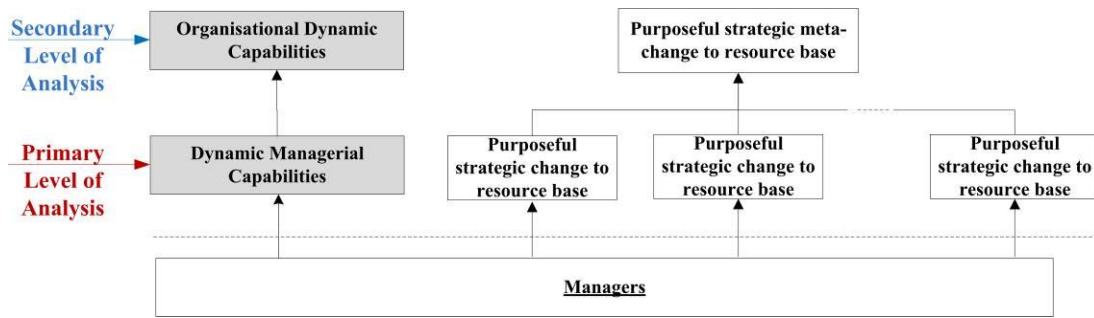 Secondary
Level of
Analysis
Organisational Dynamic
Capabilities
Purposeful strategic meta-
change to resource base
Primary
Level of
Analysis
Dynamic Managerial
Capabilities
Purposeful
strategic change to
resource base
Purposeful
strategic change to
resource base
Purposeful
strategic change to
resource base
Managers